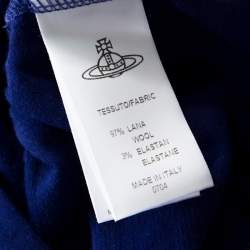 TESSUTO/FABRIC
97% LANA
WOOL
3% ELASTAN
ELASTANE
MADE IN ITALY
0704